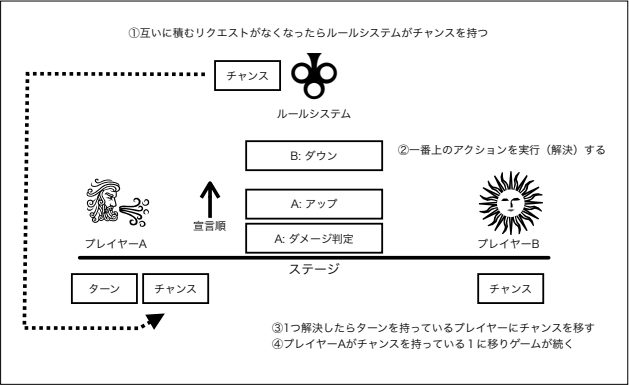 ①互いに積むリクエストがなくなったらルールシステムがチャンスを持つ
チャンス
ルールシステム
B: ダウン
②一番上のアクションを実行（解決）する
A: アップ
宣言順
A: ダメージ判定
プレイヤーA
プレイヤーB
ステージ
ターン
チャンス
チャンス
③1つ解決したらターンを持っているプレイヤーにチャンスを移す
④プレイヤーAがチャンスを持っている１に移りゲームが続く